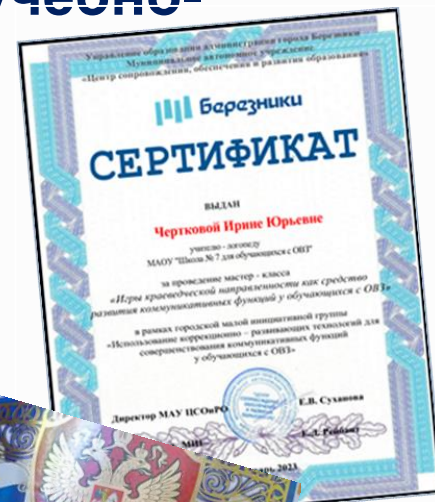 учебно-
Управление образования администрации города Березники
Муниципальное автономное учреждение
«Центр сопровождения, обеспечения и развития образования»
Березники
СЕРТИФИКАТ
ВЫДАН
Чертковой Ирине Юрьевне
учителю - логопеду
МАОУ "Школа № 7 для обучающихся с ОВЗ"
за проведение мастер - класса
«Игры краеведческой направленности как средство
развития коммуникативных функций у обучающихся с ОВЗ»
в рамках городской малой инициативной группы
«Использование коррекционно – развивающих технологий для
совершенствования коммуникативных функций
у обучающихся с ОВЗ»
Директор МАУ ЦСОиРО Е.В. Суханова
2023